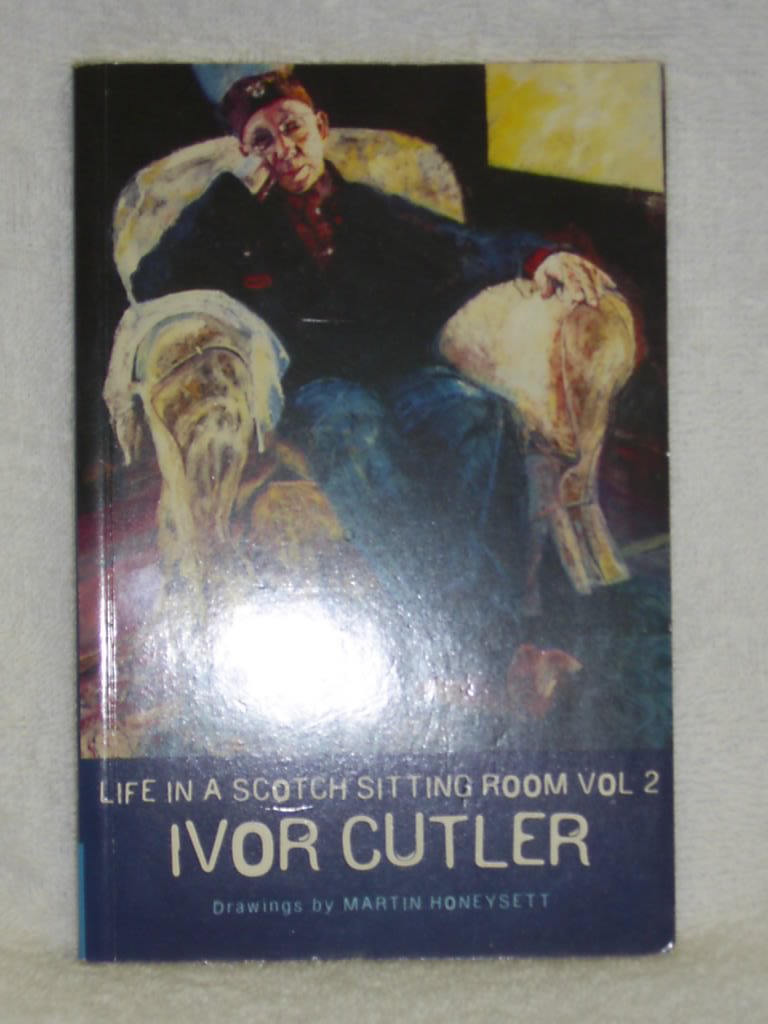 LIFE IN A SCOTCH SITTING ROOM VOL 2
IVOR CUTLER
Drawings by MARTIN HONEYSETT